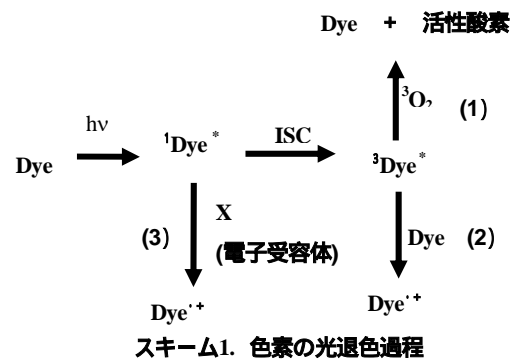 Dye + 活性酸素
³O₂ (1)
hν
¹Dye* ISC
Dye ³Dye*
X
(3) (電子受容体) Dye (2)
Dye·+ Dye·+
スキーム1. 色素の光退色過程